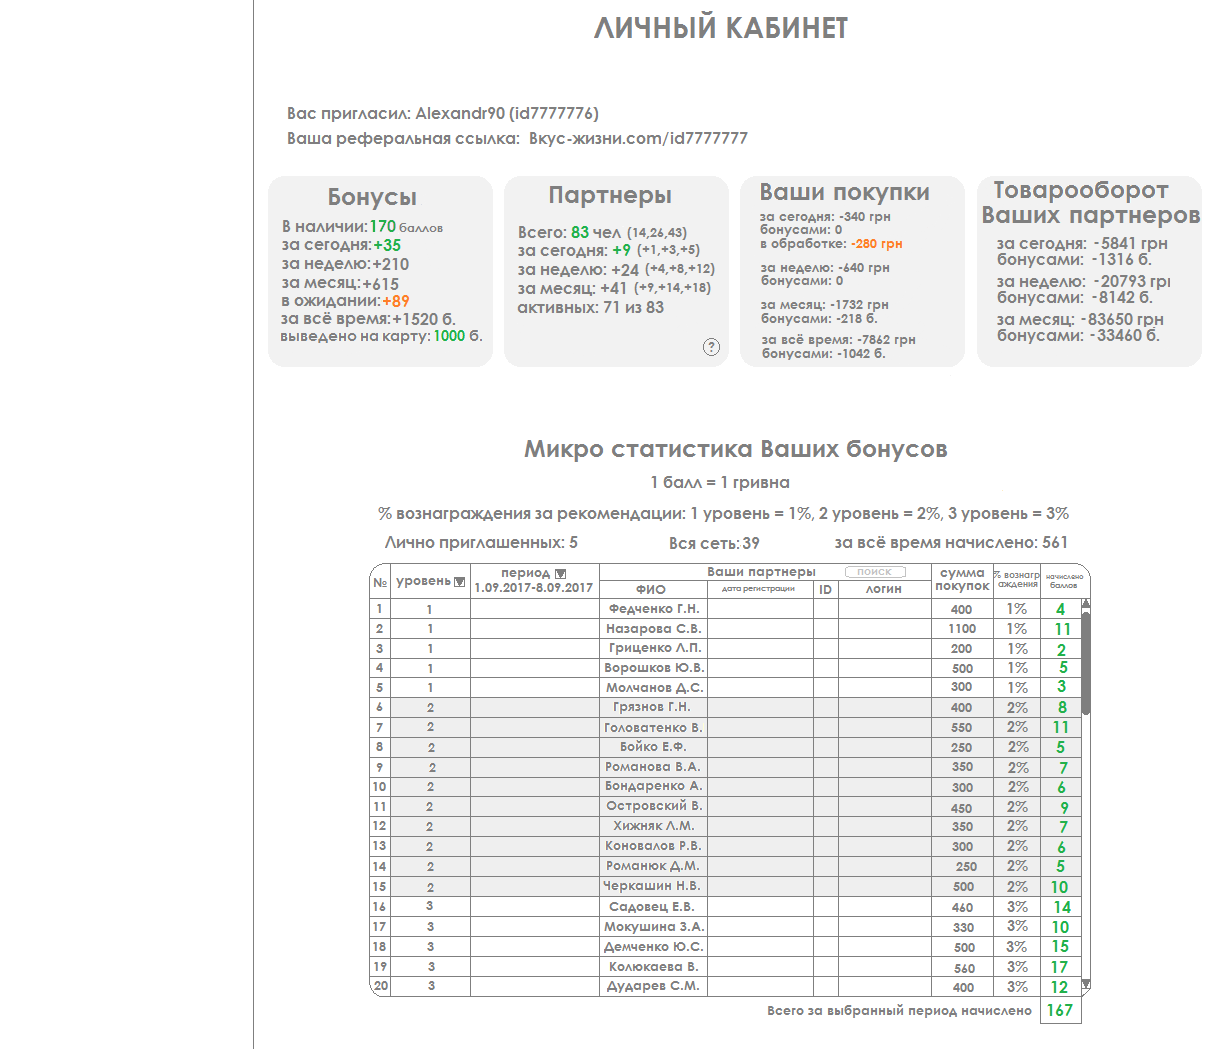 ЛИЧНЫЙ КАБИНЕТ
Вас пригласил: Alexandr90 (id7777776)
Ваша реферальная ссылка: Вкус-жизни.com/id7777777
Бонусы
В наличии: 170 баллов
за сегодня: +35
за неделю: +210
за месяц: +615
в ожидании: +89
за всё время: +1520 б.
выведено на карту: 1000 б.
Партнеры
Всего: 83 чел (14,26,43)
за сегодня: +9 (+1,+3,+5)
за неделю: +24 (+4,+8,+12)
за месяц: +41 (+9,+14,+18)
активных: 71 из 83
?
Ваши покупки
за сегодня: -340 грн
бонусами: 0
в обработке: -280 грн
за неделю: -640 грн
бонусами: 0
за месяц: -1732 грн
бонусами: -218 б.
за всё время: -7862 грн
бонусами: -1042 б.
Товарооборот
Ваших партнеров
за сегодня: -5841 грн
бонусами: -1316 б.
за неделю: -20793 грн
бонусами: -8142 б.
за месяц: -83650 грн
бонусами: -33460 б.
Микро статистика Ваших бонусов
1 балл = 1 гривна
% вознаграждения за рекомендации: 1 уровень = 1%, 2 уровень = 2%, 3 уровень = 3%
Лично приглашенных: 5 Вся сеть: 39 за всё время начислено: 561
№ уровень период 1.09.2017-8.09.2017 Ваши партнеры поиск сумма покупок % вознагр аждения начислено баллов
ФИО дата регистрации ID логин
1 1 Федченко Г.Н. 400 1% 4
2 1 Назарова С.В. 1100 1% 11
3 1 Гриценко Л.П. 200 1% 2
4 1 Ворошков Ю.В. 500 1% 5
5 1 Молчанов Д.С. 300 1% 3
6 2 Грязнов Г.Н. 400 2% 8
7 2 Головатенко В. 550 2% 11
8 2 Бойко Е.Ф. 250 2% 5
9 2 Романова В.А. 350 2% 7
10 2 Бондаренко А. 300 2% 6
11 2 Островский В. 450 2% 9
12 2 Хижняк Л.М. 350 2% 7
13 2 Коновалов Р.В. 300 2% 6
14 2 Романюк Д.М. 250 2% 5
15 2 Черкашин Н.В. 500 2% 10
16 3 Садовец Е.В. 460 3% 14
17 3 Мокушина З.А. 330 3% 10
18 3 Демченко Ю.С. 500 3% 15
19 3 Колюкаева В. 560 3% 17
20 3 Дударев С.М. 400 3% 12
Всего за выбранный период начислено 167